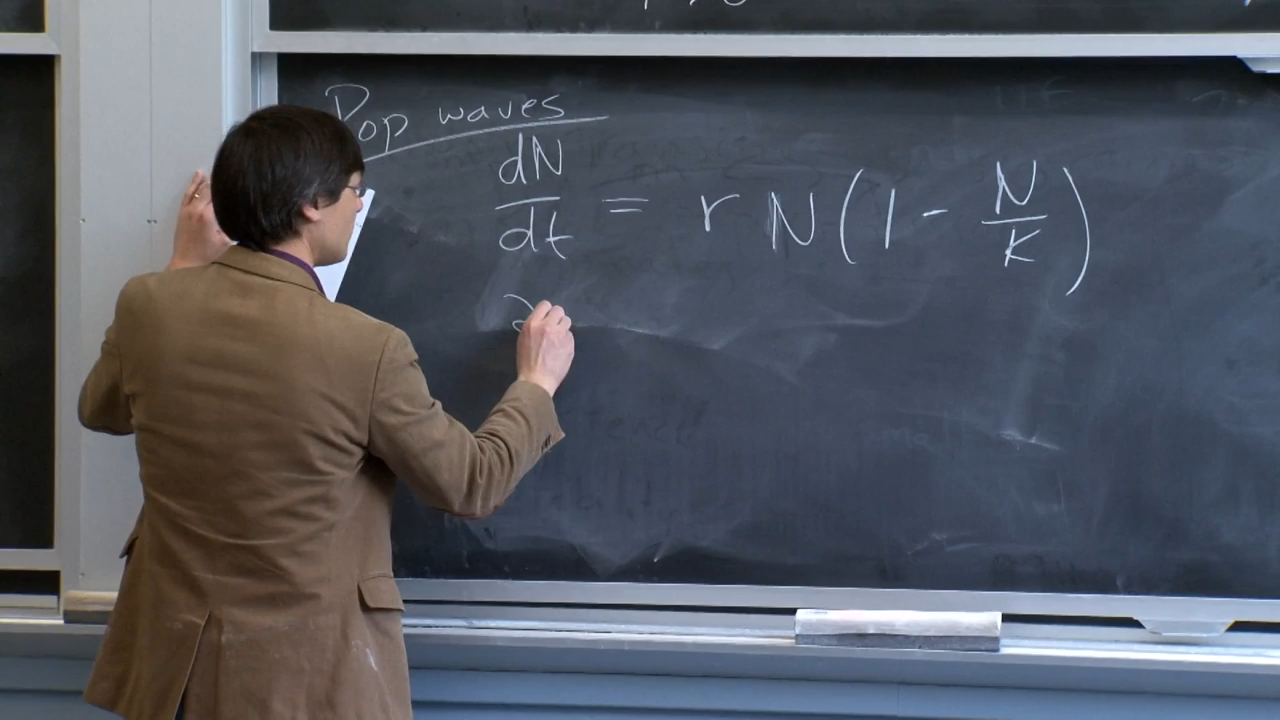 Pop waves
dN/dt = r N (1 - N/K)
∂